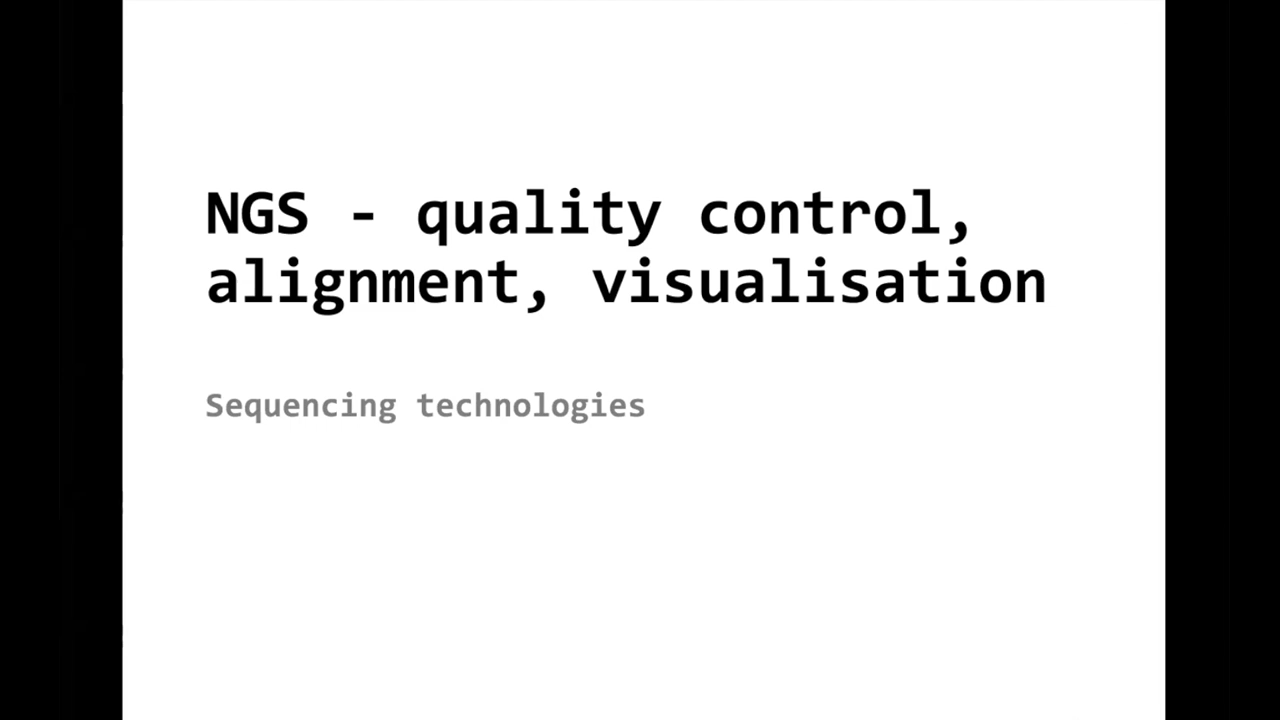 NGS - quality control,
alignment, visualisation
Sequencing technologies